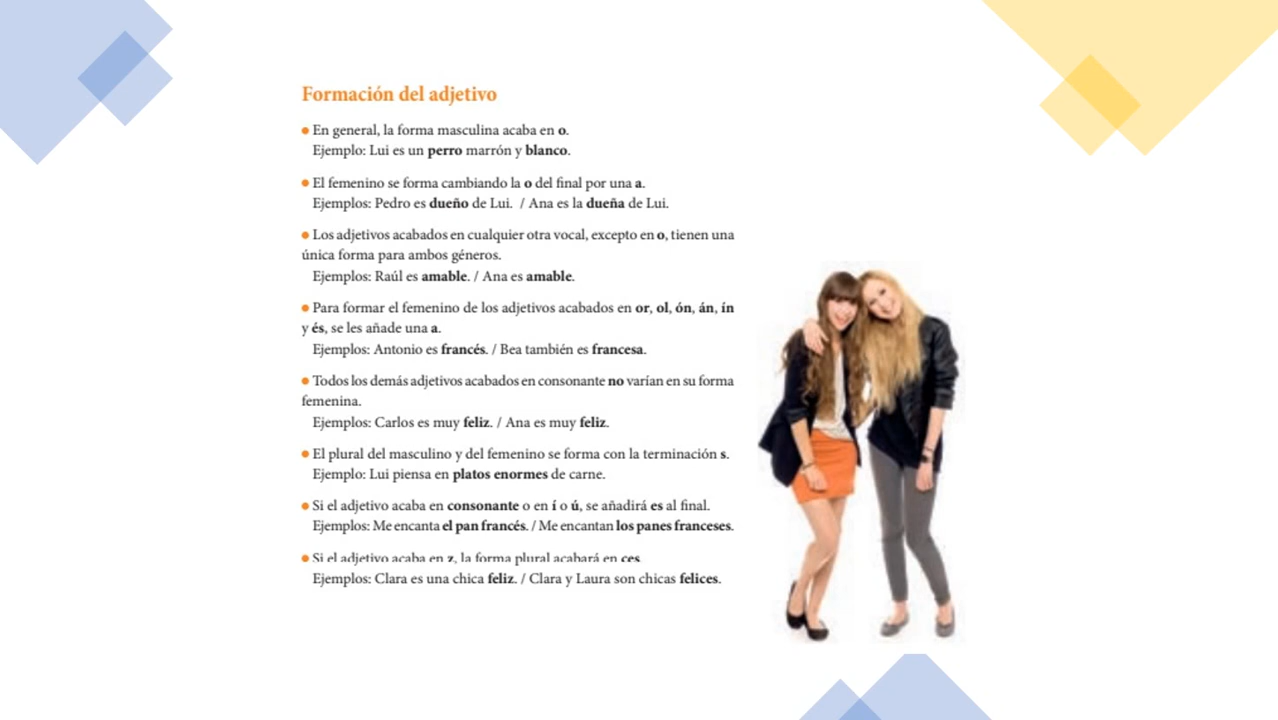 Formación del adjetivo
● En general, la forma masculina acaba en o.
Ejemplo: Lui es un perro marrón y blanco.
● El femenino se forma cambiando la o del final por una a.
Ejemplos: Pedro es dueño de Lui. / Ana es la dueña de Lui.
● Los adjetivos acabados en cualquier otra vocal, excepto en o, tienen una
única forma para ambos géneros.
Ejemplos: Raúl es amable. / Ana es amable.
● Para formar el femenino de los adjetivos acabados en or, ol, ón, án, ín
y és, se les añade una a.
Ejemplos: Antonio es francés. / Bea también es francesa.
● Todos los demás adjetivos acabados en consonante no varían en su forma
femenina.
Ejemplos: Carlos es muy feliz. / Ana es muy feliz.
● El plural del masculino y del femenino se forma con la terminación s.
Ejemplo: Lui piensa en platos enormes de carne.
● Si el adjetivo acaba en consonante o en í o ú, se añadirá es al final.
Ejemplos: Me encanta el pan francés. / Me encantan los panes franceses.
● Si el adjetivo acaba en z, la forma plural acabará en ces.
Ejemplos: Clara es una chica feliz. / Clara y Laura son chicas felices.